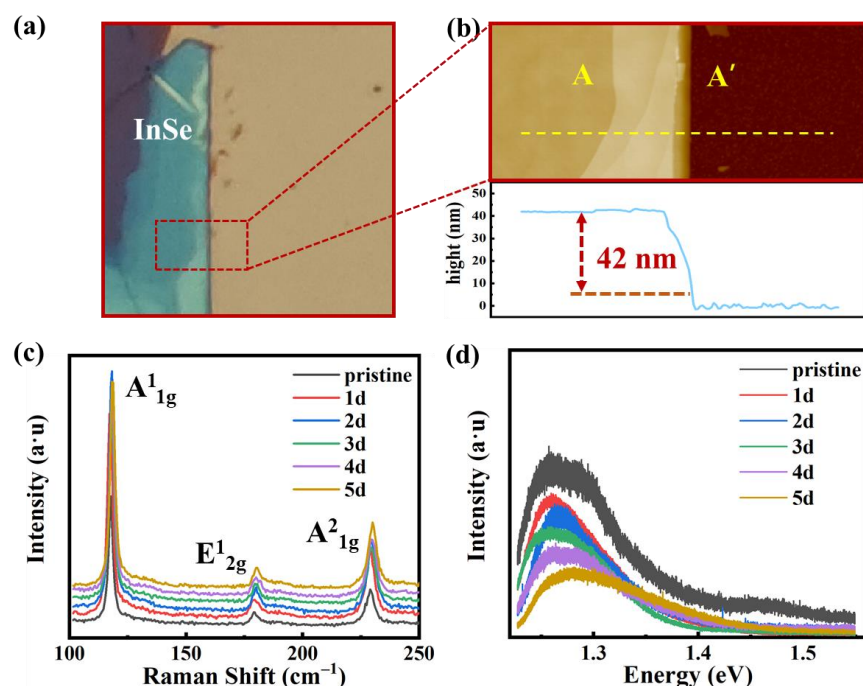 (a)
InSe
(b)
A A′
50
40
30
20
10
0
hight (nm)
42 nm
(c)
A¹₁g
E¹₂g
A²₁g
pristine
1d
2d
3d
4d
5d
Intensity (a·u)
100 150 200 250
Raman Shift (cm⁻¹)
(d)
pristine
1d
2d
3d
4d
5d
Intensity (a·u)
1.3 1.4 1.5
Energy (eV)